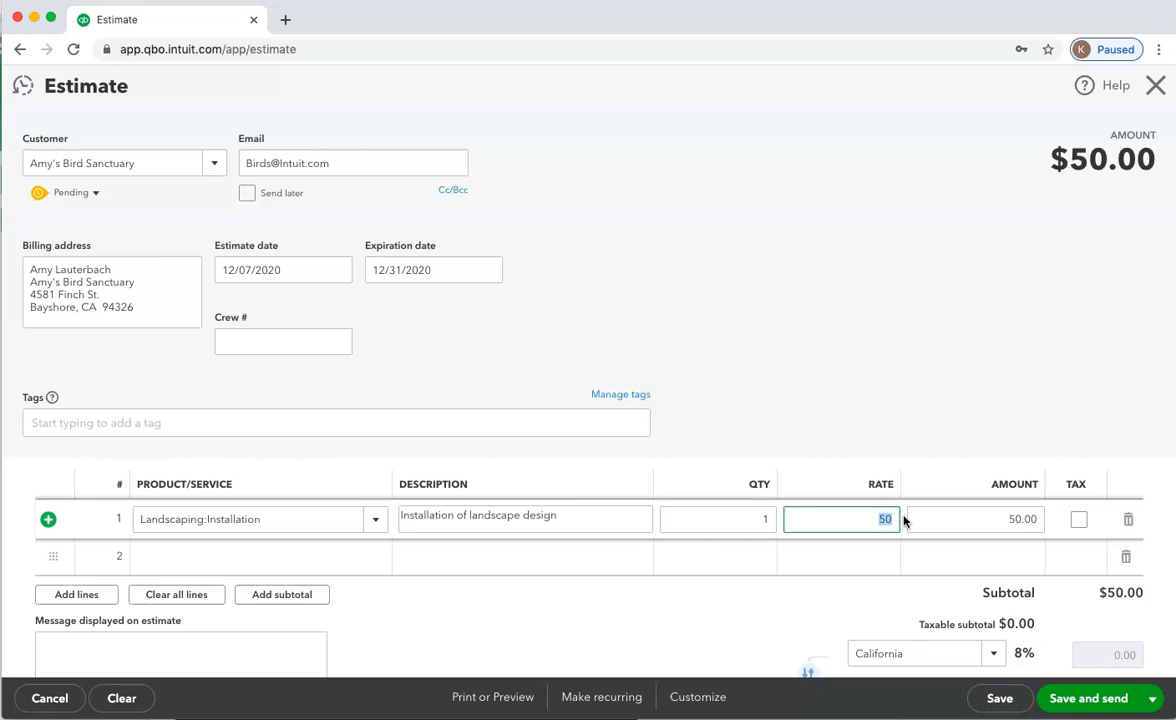 Estimate
app.qbo.intuit.com/app/estimate
K Paused
Estimate
Help
Customer
Email
AMOUNT
Amy's Bird Sanctuary
Birds@Intuit.com
$50.00
Pending
Send later
Cc/Bcc
Billing address
Estimate date
Expiration date
Amy Lauterbach
Amy's Bird Sanctuary
4581 Finch St.
Bayshore, CA 94326
12/07/2020
12/31/2020
Crew #
Tags
Manage tags
Start typing to add a tag
# PRODUCT/SERVICE DESCRIPTION QTY RATE AMOUNT TAX
1 Landscaping:Installation Installation of landscape design 1 50 50.00
2
Add lines Clear all lines Add subtotal
Subtotal $50.00
Message displayed on estimate
Taxable subtotal $0.00
California 8% 0.00
Cancel Clear Print or Preview Make recurring Customize Save Save and send